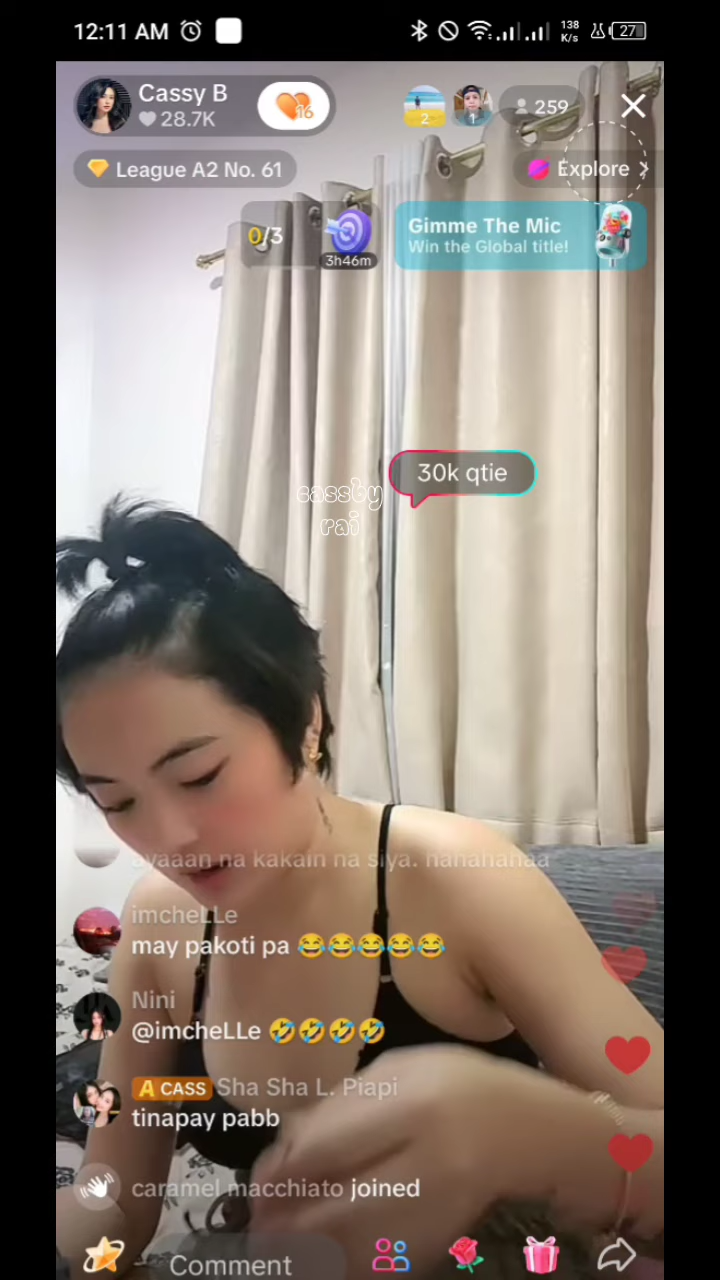 12:11 AM
138
K/s
27
Cassy B
28.7K
16
2
1
259
League A2 No. 61
Explore
0/3
3h46m
Gimme The Mic
Win the Global title!
30k qtie
cassby
rai
ayaaan na kakain na siya. hahahahaa
imcheLLe
may pakoti pa 😂😂😂😂😂
Nini
@imcheLLe 🤣🤣🤣🤣
A CASS Sha Sha L. Piapi
tinapay pabb
caramel macchiato joined
Comment